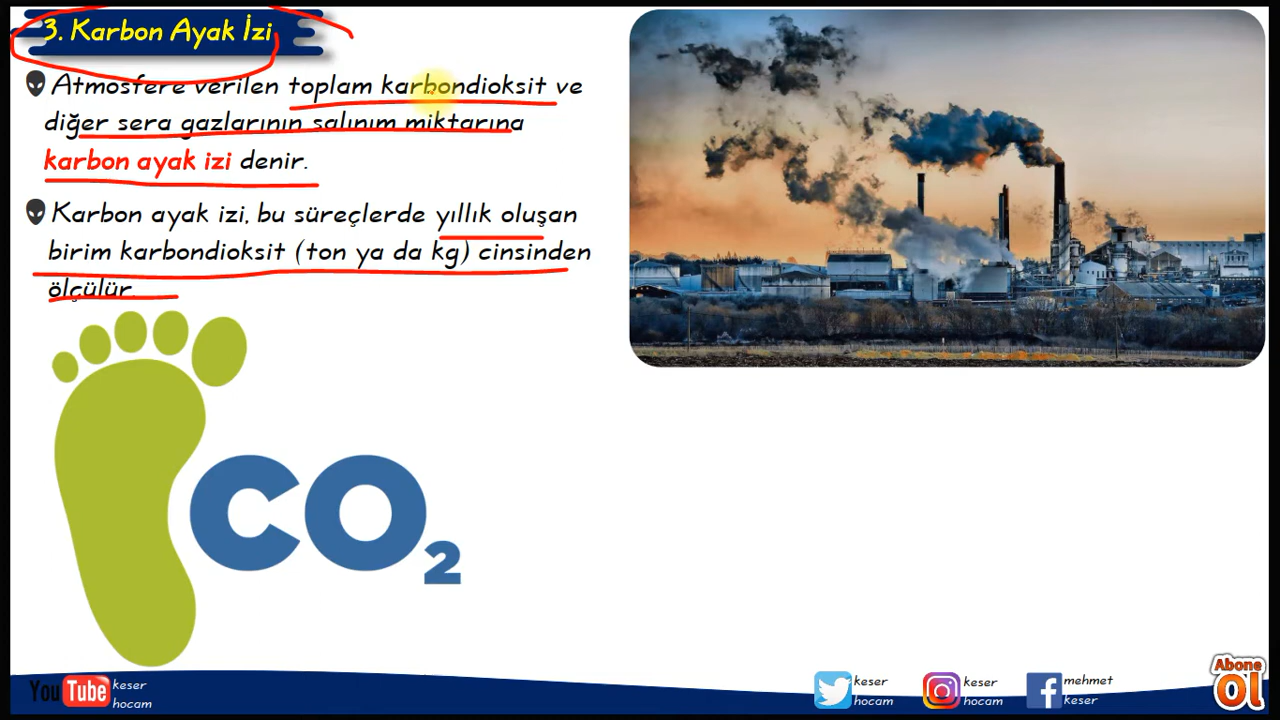 3. Karbon Ayak İzi
Atmosfere verilen toplam karbondioksit ve
diğer sera gazlarının salınım miktarına
karbon ayak izi denir.
Karbon ayak izi, bu süreçlerde yıllık oluşan
birim karbondioksit (ton ya da kg) cinsinden
ölçülür.
CO₂
YouTube
keser
hocam
keser
hocam
keser
hocam
mehmet
keser
Abone
Ol